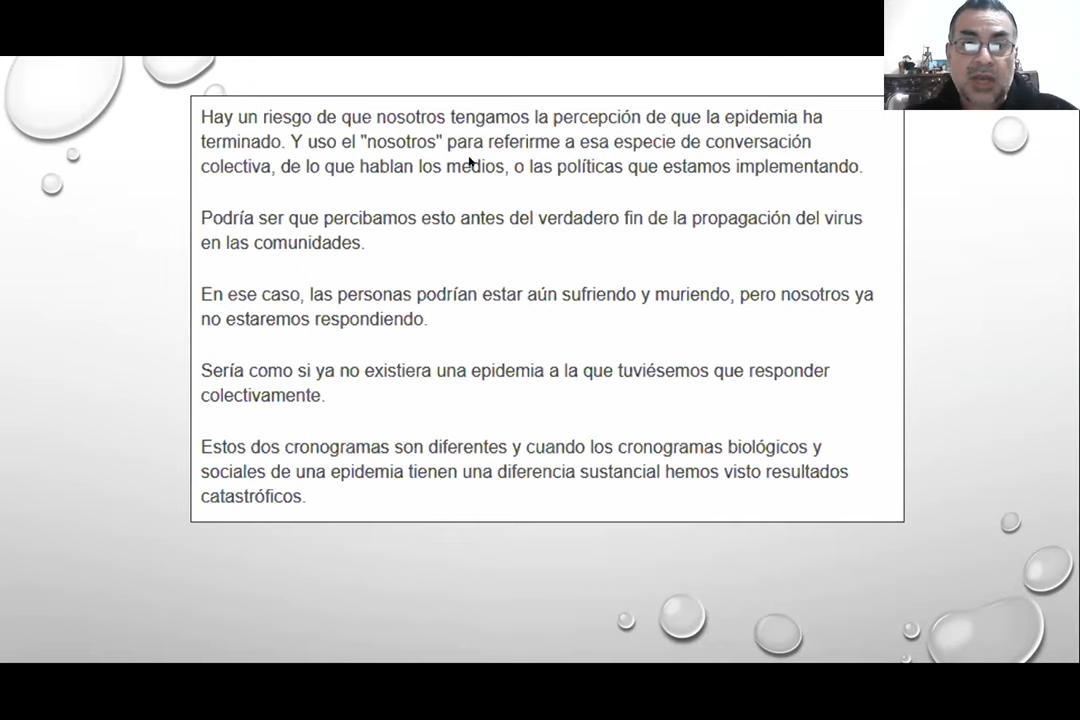 Hay un riesgo de que nosotros tengamos la percepción de que la epidemia ha
terminado. Y uso el "nosotros" para referirme a esa especie de conversación
colectiva, de lo que hablan los medios, o las políticas que estamos implementando.
Podría ser que percibamos esto antes del verdadero fin de la propagación del virus
en las comunidades.
En ese caso, las personas podrían estar aún sufriendo y muriendo, pero nosotros ya
no estaremos respondiendo.
Sería como si ya no existiera una epidemia a la que tuviésemos que responder
colectivamente.
Estos dos cronogramas son diferentes y cuando los cronogramas biológicos y
sociales de una epidemia tienen una diferencia sustancial hemos visto resultados
catastróficos.